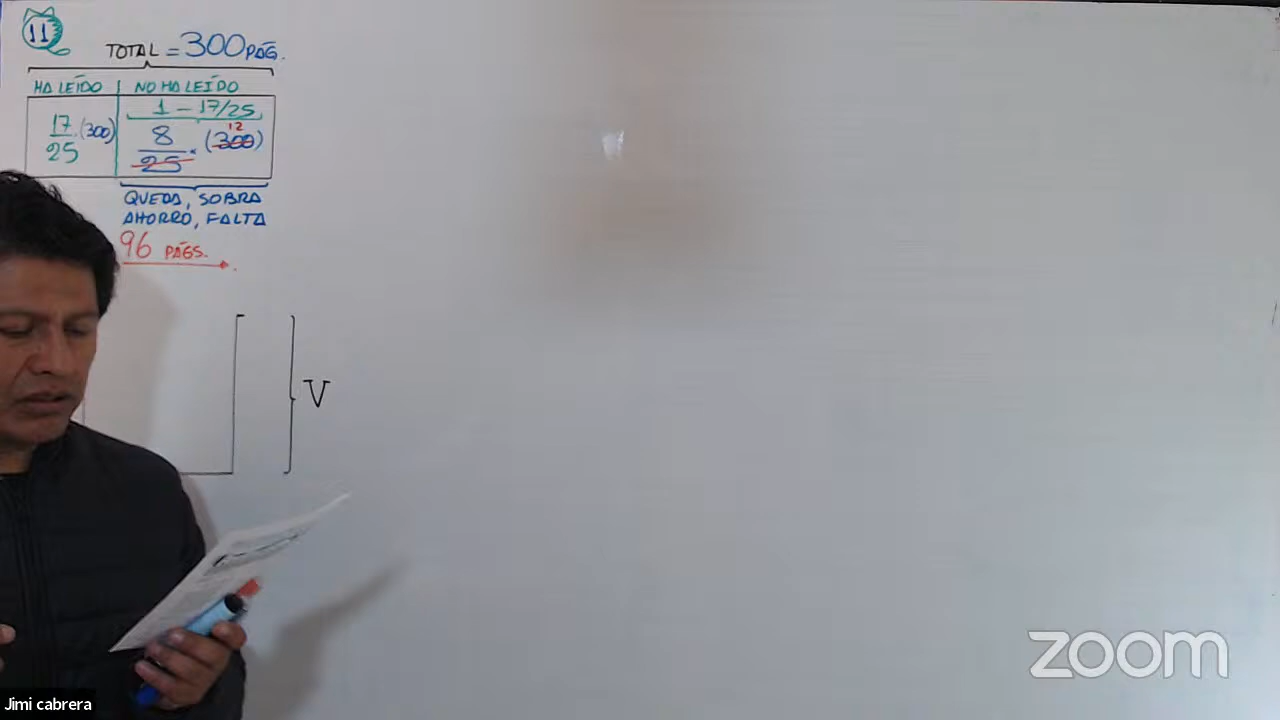 11
TOTAL = 300 PÁG.
HA LEÍDO | NO HA LEÍDO
1 - 17/25
17/25 · (300)
8/25 · (300) 12
QUEDA, SOBRA
AHORRO, FALTA
96 PÁGS.
V
zoom
Jimi cabrera